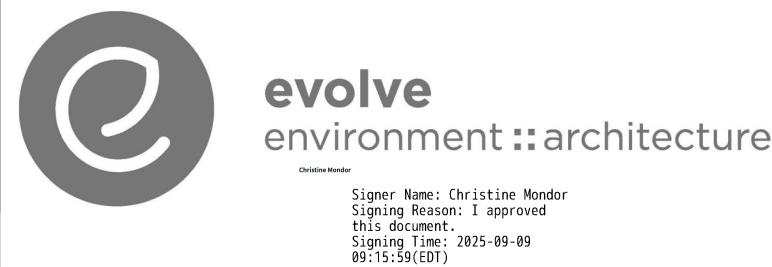 evolve
environment :: architecture
Christine Mondor
Signer Name: Christine Mondor
Signing Reason: I approved
this document.
Signing Time: 2025-09-09
09:15:59(EDT)